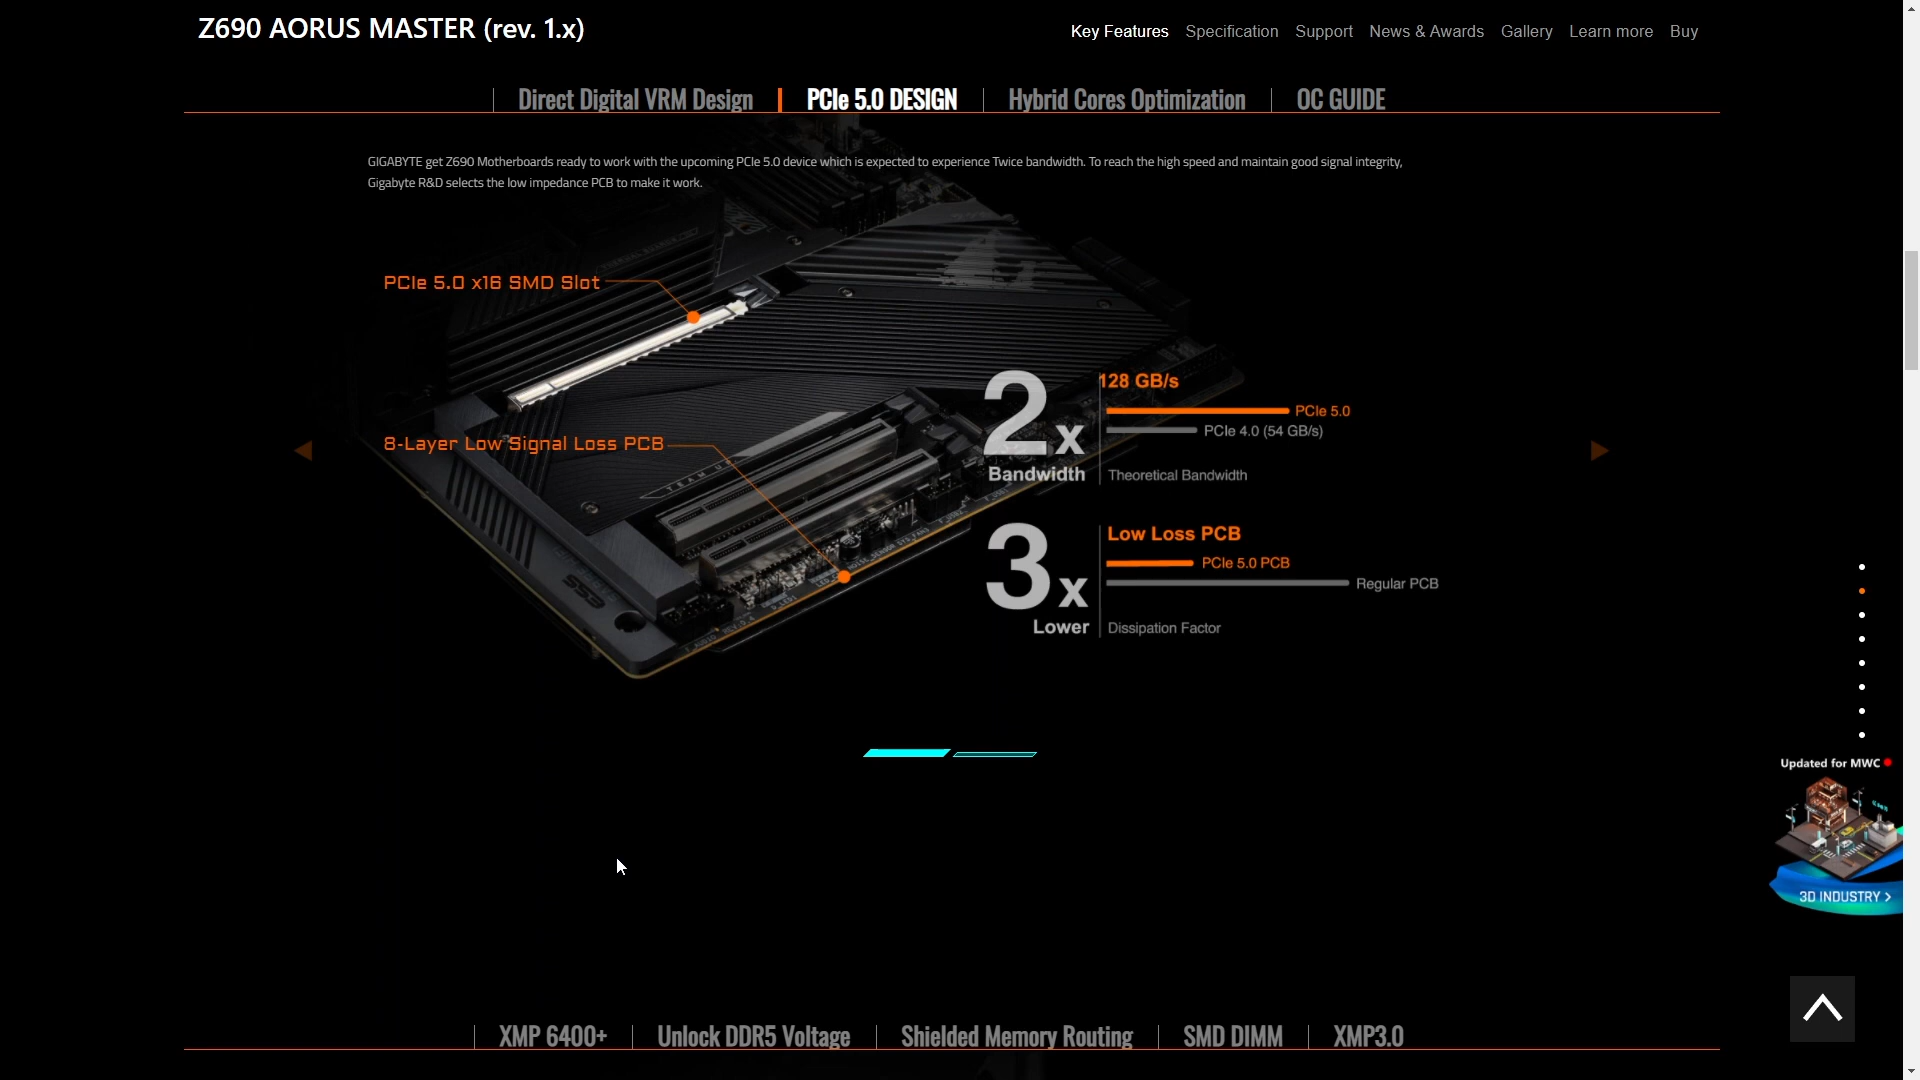 Z690 AORUS MASTER (rev. 1.x)
Key Features Specification Support News & Awards Gallery Learn more Buy
Direct Digital VRM Design PCIe 5.0 DESIGN Hybrid Cores Optimization OC GUIDE
GIGABYTE get Z690 Motherboards ready to work with the upcoming PCIe 5.0 device which is expected to experience Twice bandwidth. To reach the high speed and maintain good signal integrity,
Gigabyte R&D selects the low impedance PCB to make it work.
PCIe 5.0 x16 SMD Slot
8-Layer Low Signal Loss PCB
TEAM UP
ESS
2x
Bandwidth
128 GB/s
PCIe 5.0
PCIe 4.0 (54 GB/s)
Theoretical Bandwidth
3x
Lower
Low Loss PCB
PCIe 5.0 PCB
Regular PCB
Dissipation Factor
Updated for MWC
3D INDUSTRY >
XMP 6400+ Unlock DDR5 Voltage Shielded Memory Routing SMD DIMM XMP3.0